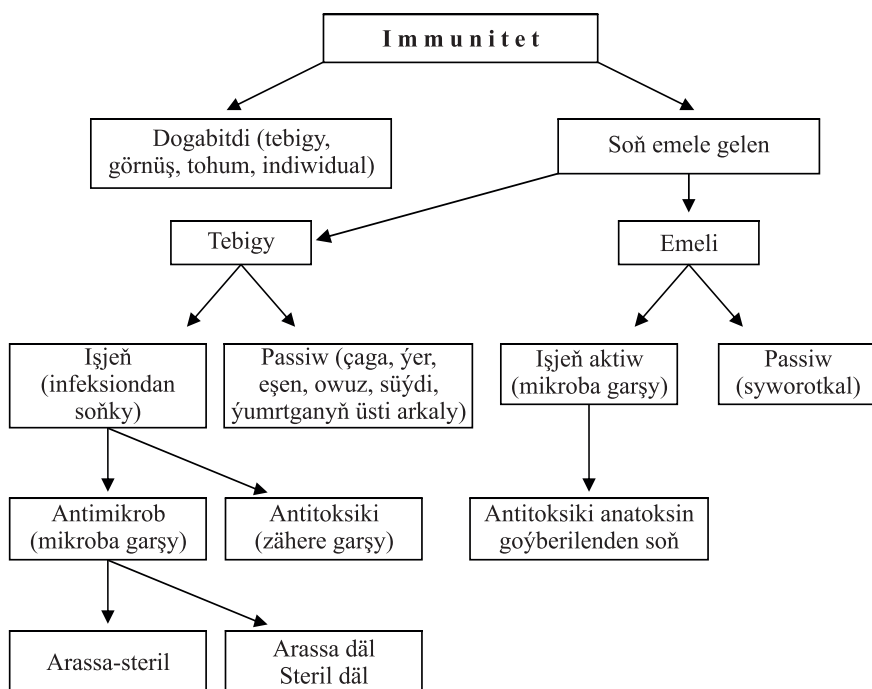 Immunitet
Dogabitdi (tebigy,
görnüş, tohum, indiwidual)
Soň emele gelen
Tebigy
Emeli
Işjeň
(infeksiondan
soňky)
Passiw (çaga, ýer,
eşen, owuz, süýdi,
ýumrtganyň üsti arkaly)
Işjeň aktiw
(mikroba garşy)
Passiw
(syworotkal)
Antimikrob
(mikroba garşy)
Antitoksiki
(zähere garşy)
Antitoksiki anatoksin
goýberilenden soň
Arassa-steril
Arassa däl
Steril däl